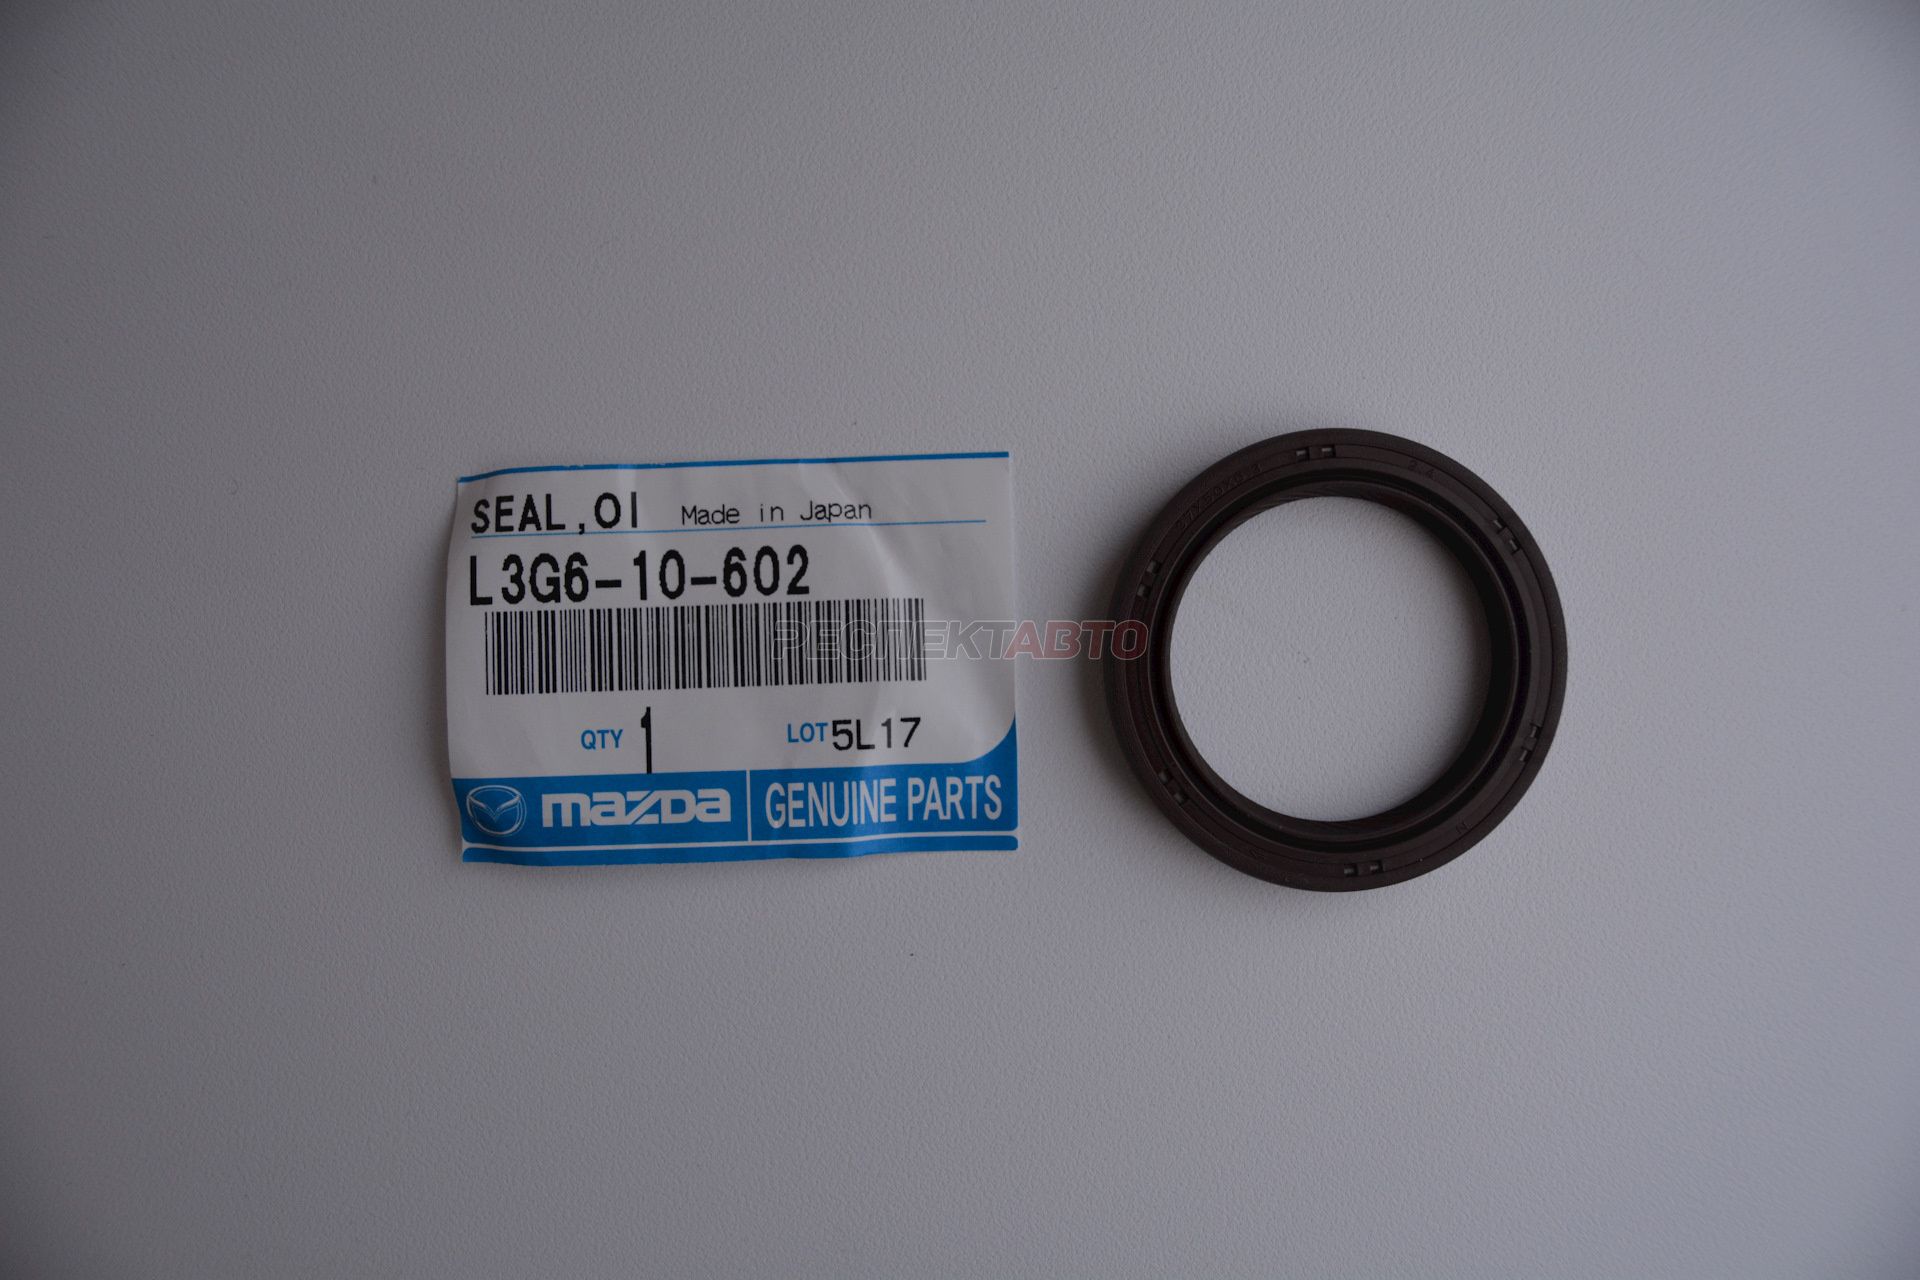 SEAL,OI Made in Japan
L3G6-10-602
РЕСПЕКТАВТО
QTY 1 LOT 5L17
mazda GENUINE PARTS